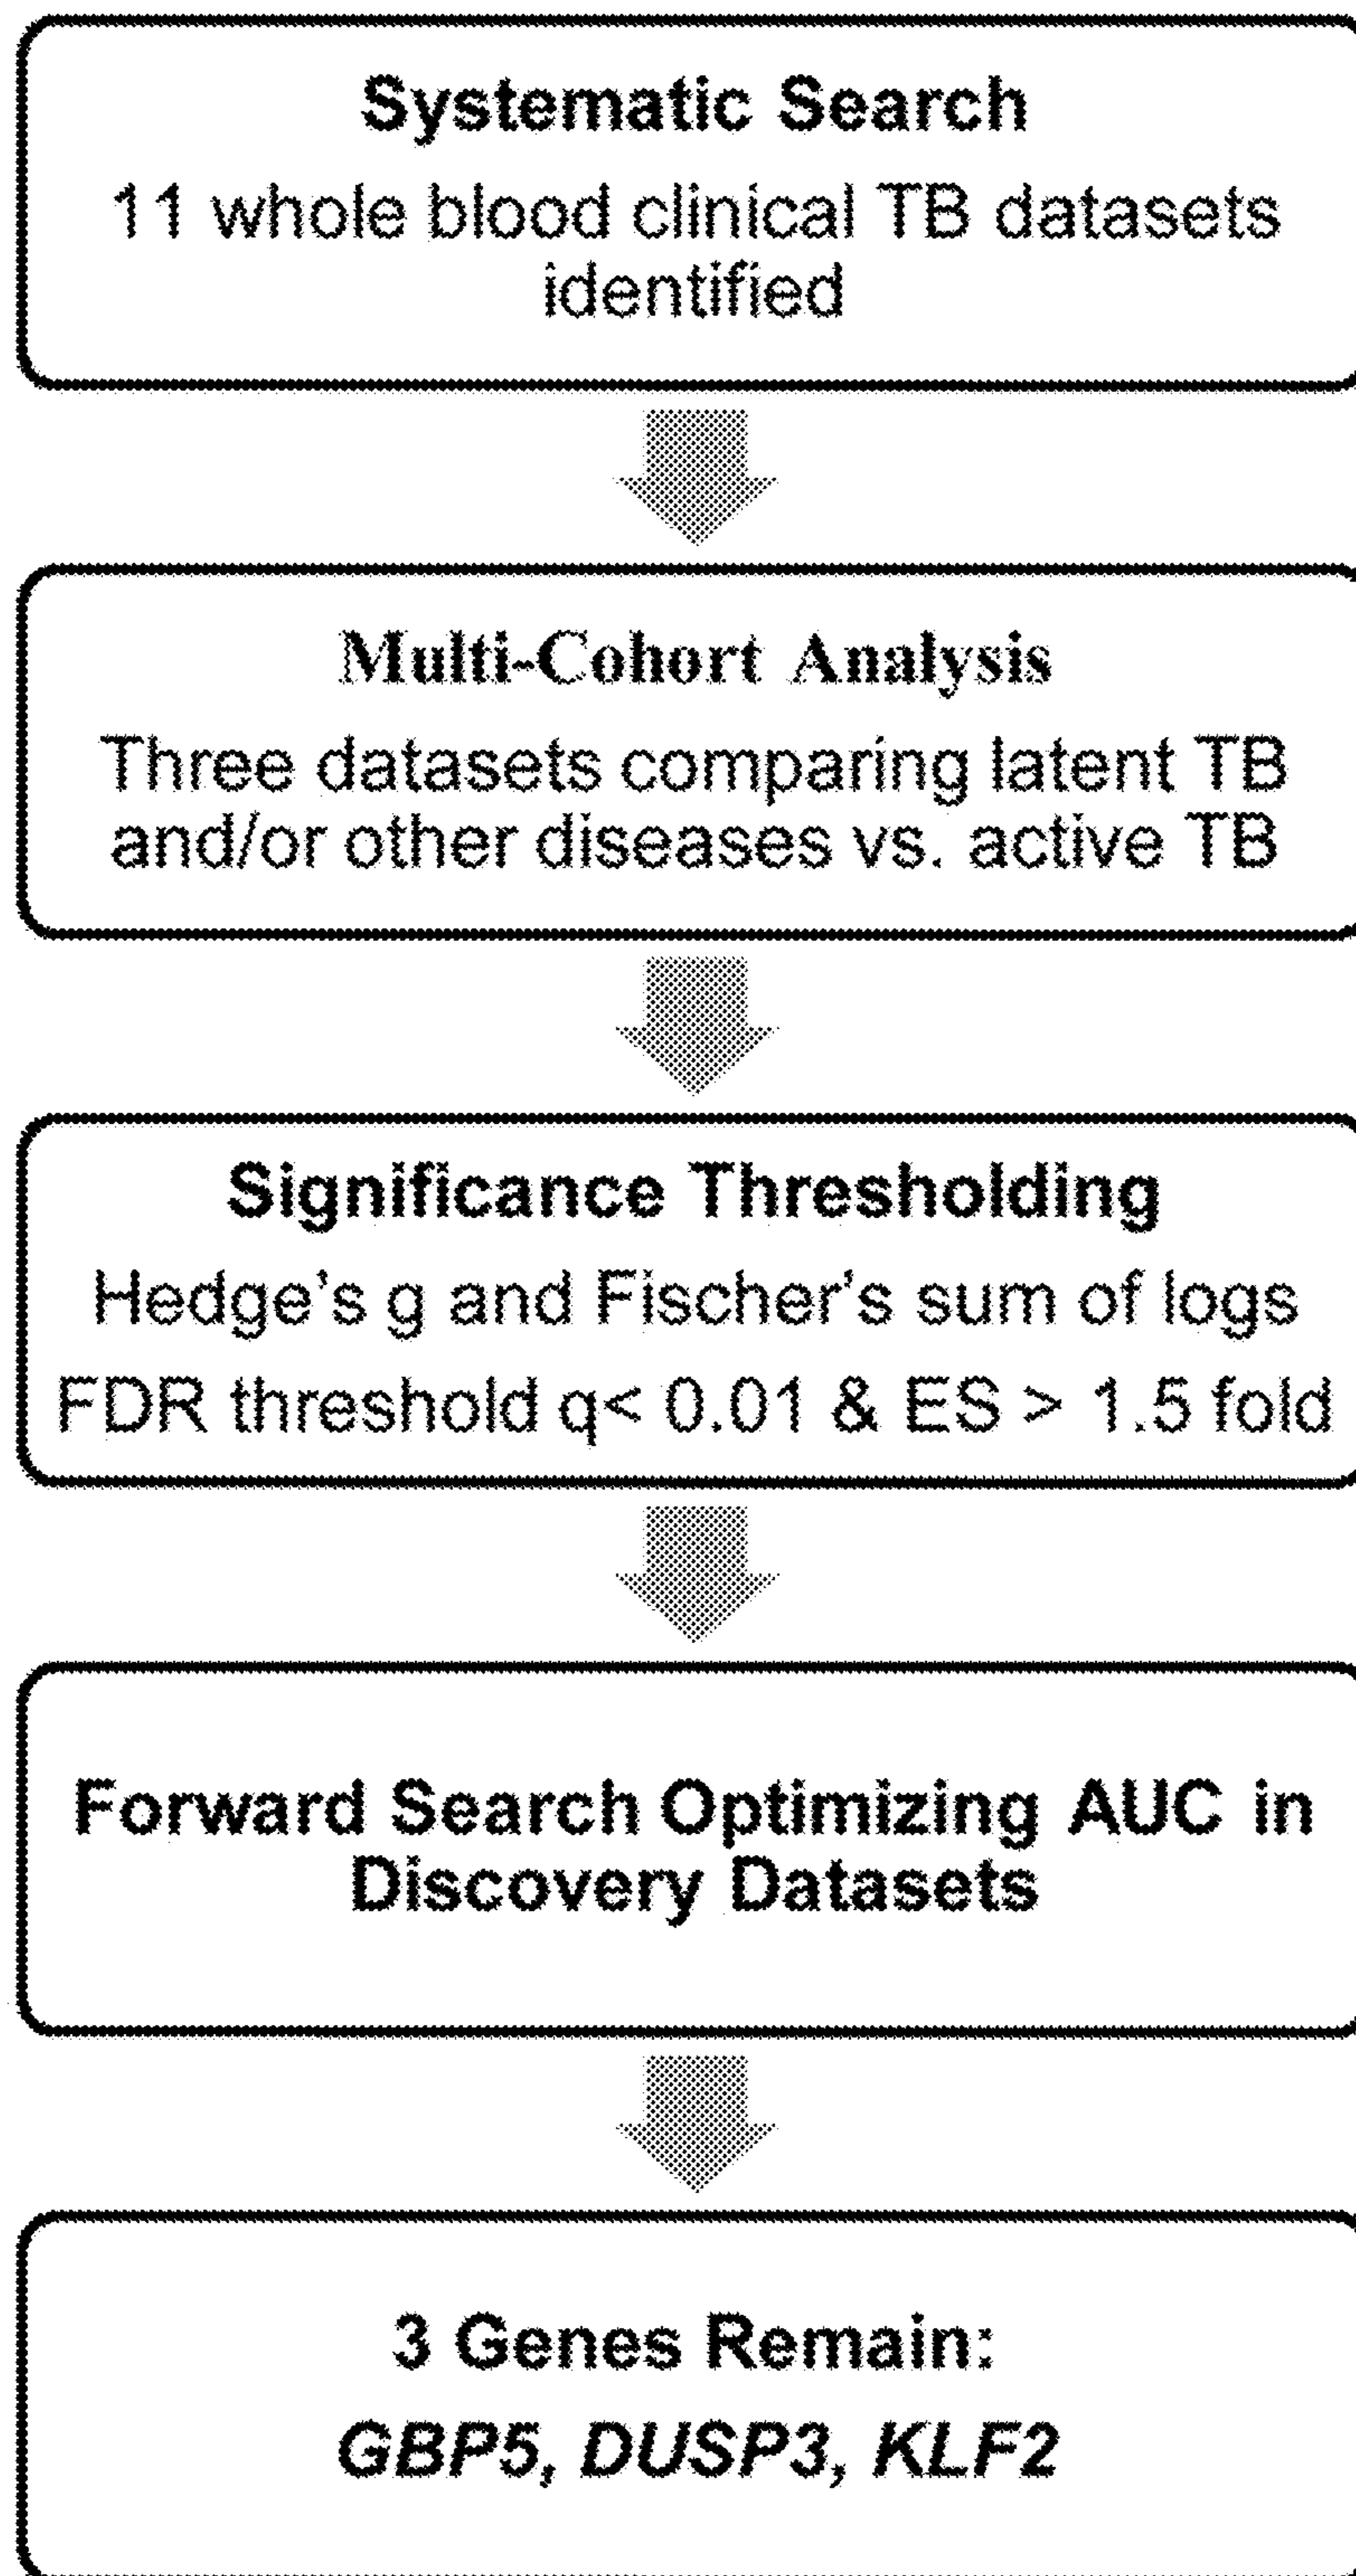 Systematic Search
11 whole blood clinical TB datasets
identified
Multi-Cohort Analysis
Three datasets comparing latent TB
and/or other diseases vs. active TB
Significance Thresholding
Hedge's g and Fischer's sum of logs
FDR threshold q< 0.01 & ES > 1.5 fold
Forward Search Optimizing AUC in
Discovery Datasets
3 Genes Remain:
GBP5, DUSP3, KLF2